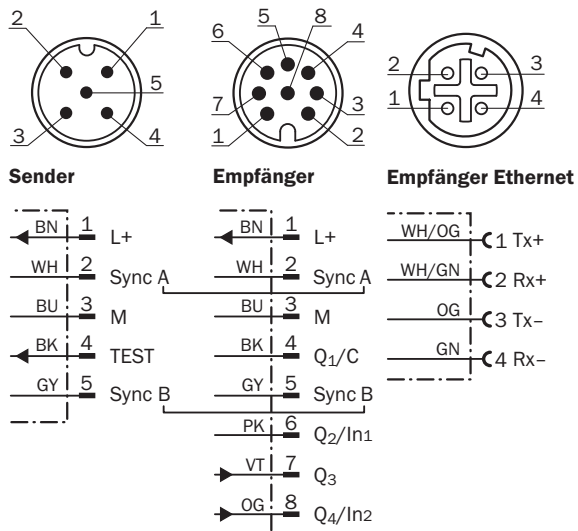 2 1
5
3 4
5 8
6 4
7 3
1 2
2 3
1 4
Sender
Empfänger
Empfänger Ethernet
BN 1 L+
WH 2 Sync A
BU 3 M
BK 4 TEST
GY 5 Sync B
BN 1 L+
WH 2 Sync A
BU 3 M
BK 4 Q1/C
GY 5 Sync B
PK 6 Q2/In1
VT 7 Q3
OG 8 Q4/In2
WH/OG 1 Tx+
WH/GN 2 Rx+
OG 3 Tx–
GN 4 Rx–